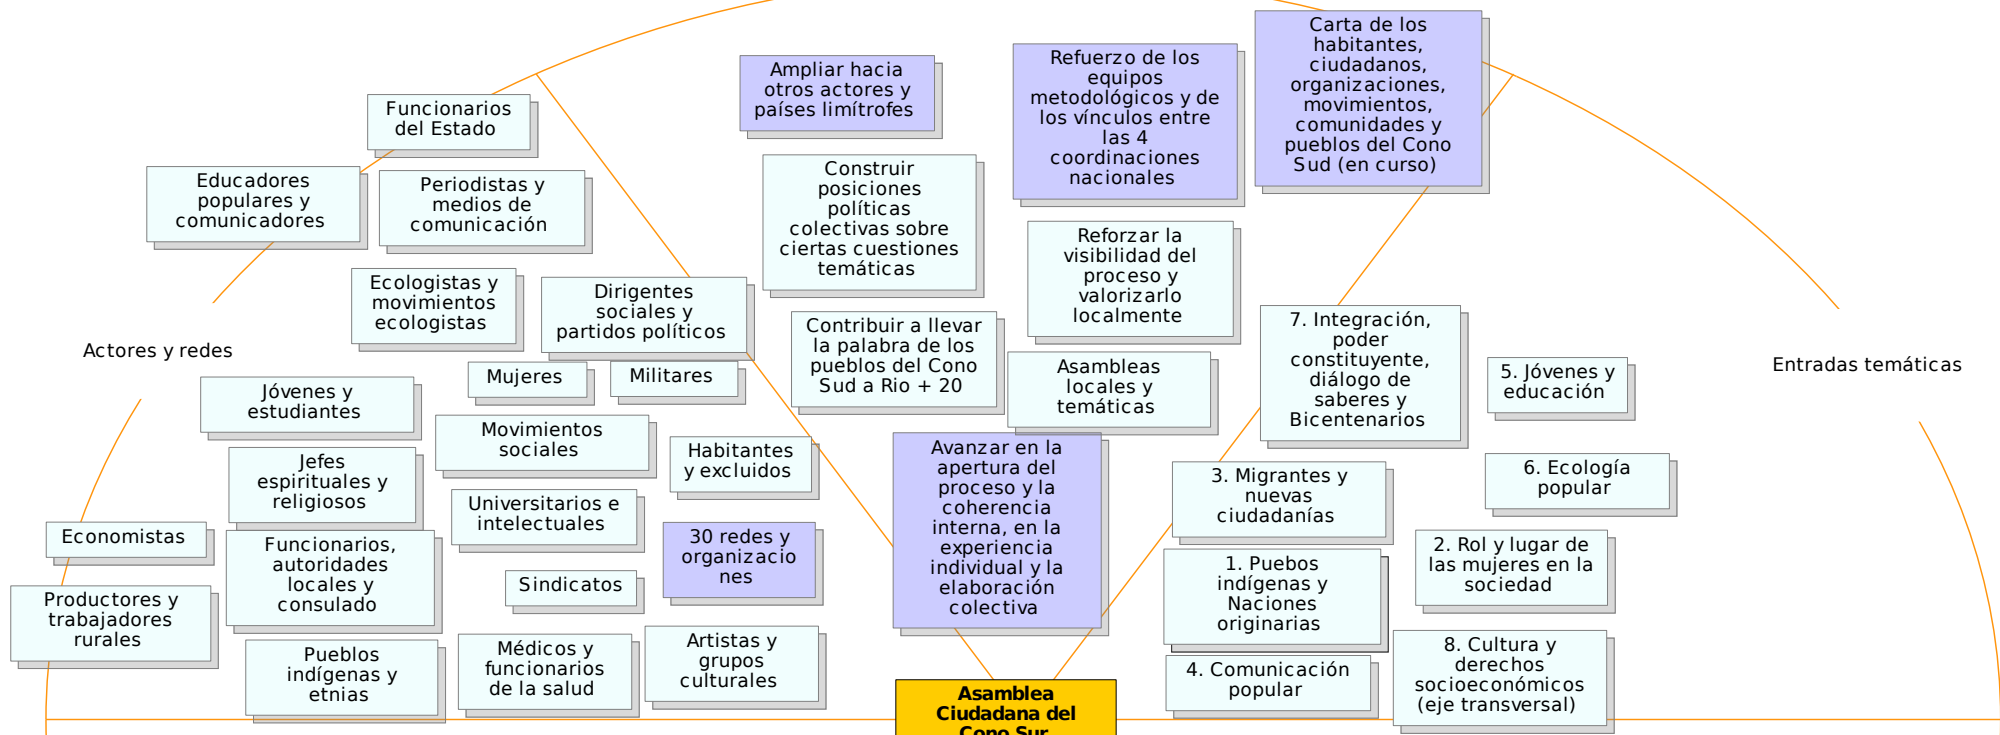 Funcionarios
del Estado
Educadores
populares y
comunicadores
Periodistas y
medios de
comunicación
Ecologistas y
movimientos
ecologistas
Dirigentes
sociales y
partidos políticos
Actores y redes
Mujeres
Militares
Jóvenes y
estudiantes
Movimientos
sociales
Habitantes
y excluidos
Jefes
espirituales y
religiosos
Universitarios e
intelectuales
Economistas
Funcionarios,
autoridades
locales y
consulado
30 redes y
organizacio
nes
Sindicatos
Productores y
trabajadores
rurales
Pueblos
indígenas y
etnias
Médicos y
funcionarios
de la salud
Artistas y
grupos
culturales
Ampliar hacia
otros actores y
países limítrofes
Refuerzo de los
equipos
metodológicos y de
los vínculos entre
las 4
coordinaciones
nacionales
Carta de los
habitantes,
ciudadanos,
organizaciones,
movimientos,
comunidades y
pueblos del Cono
Sud (en curso)
Construir
posiciones
políticas
colectivas sobre
ciertas cuestiones
temáticas
Reforzar la
visibilidad del
proceso y
valorizarlo
localmente
Contribuir a llevar
la palabra de los
pueblos del Cono
Sud a Rio + 20
Asambleas
locales y
temáticas
Avanzar en la
apertura del
proceso y la
coherencia
interna, en la
experiencia
individual y la
elaboración
colectiva
7. Integración,
poder
constituyente,
diálogo de
saberes y
Bicentenarios
5. Jóvenes y
educación
Entradas temáticas
3. Migrantes y
nuevas
ciudadanías
6. Ecología
popular
1. Puebos
indígenas y
Naciones
originarias
2. Rol y lugar de
las mujeres en la
sociedad
4. Comunicación
popular
8. Cultura y
derechos
socioeconómicos
(eje transversal)
Asamblea
Ciudadana del
Cono Sur